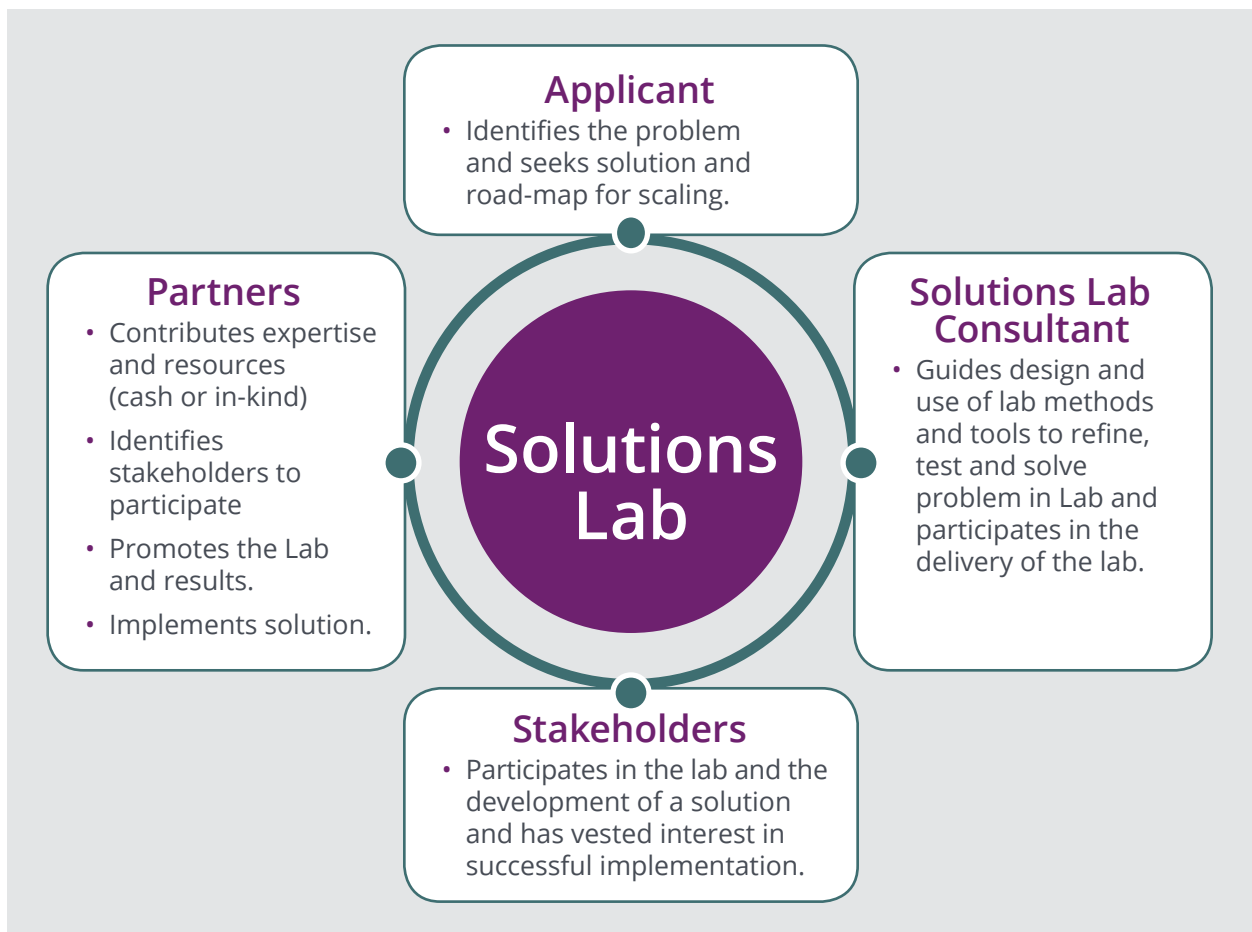 Applicant
• Identifies the problem
and seeks solution and
road-map for scaling.
Partners
• Contributes expertise
and resources
(cash or in-kind)
• Identifies
stakeholders to
participate
• Promotes the Lab
and results.
• Implements solution.
Solutions
Lab
Solutions Lab
Consultant
• Guides design and
use of lab methods
and tools to refine,
test and solve
problem in Lab and
participates in the
delivery of the lab.
Stakeholders
• Participates in the lab and the
development of a solution
and has vested interest in
successful implementation.